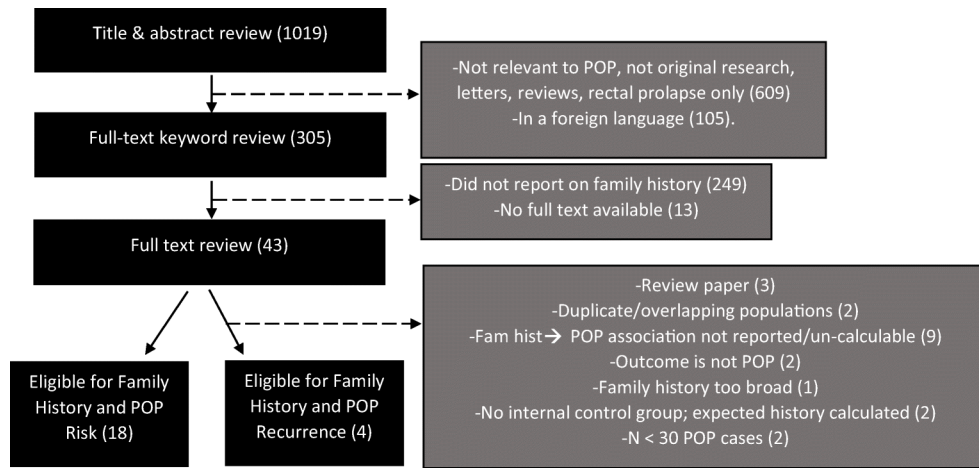 Title & abstract review (1019)
-Not relevant to POP, not original research,
letters, reviews, rectal prolapse only (609)
-In a foreign language (105).
Full-text keyword review (305)
-Did not report on family history (249)
-No full text available (13)
Full text review (43)
-Review paper (3)
-Duplicate/overlapping populations (2)
-Fam hist→ POP association not reported/un-calculable (9)
-Outcome is not POP (2)
-Family history too broad (1)
-No internal control group; expected history calculated (2)
-N < 30 POP cases (2)
Eligible for Family
History and POP
Risk (18)
Eligible for Family
History and POP
Recurrence (4)